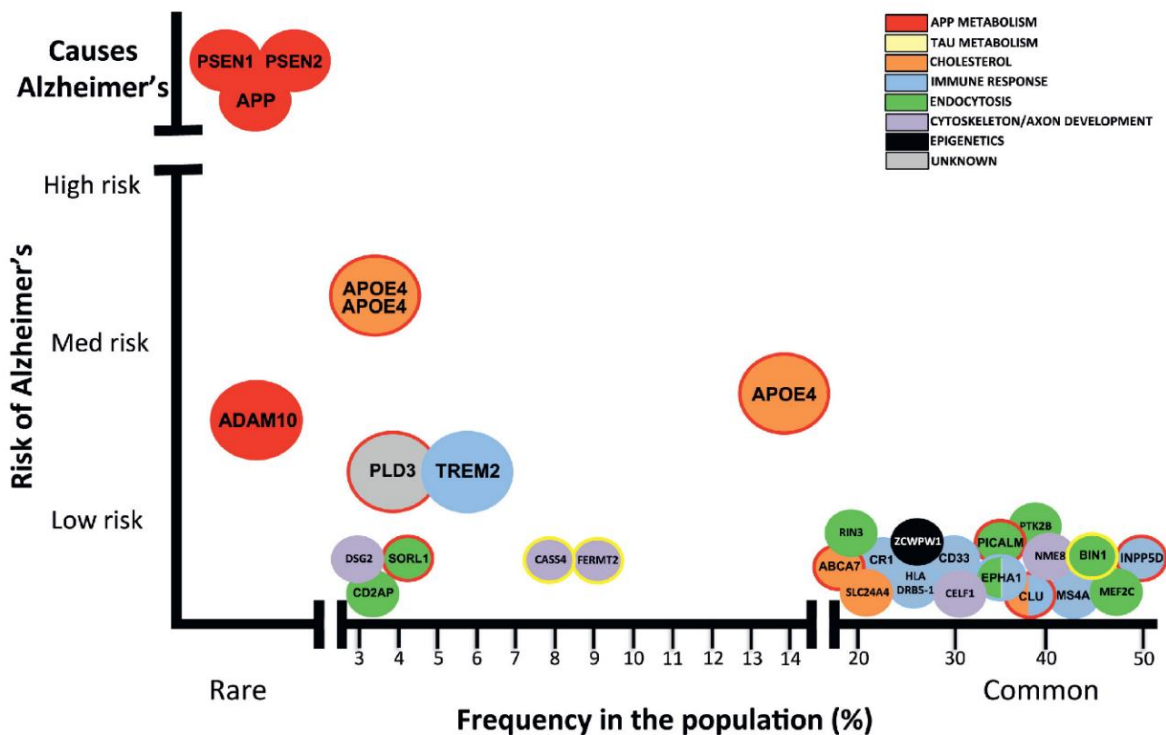 Causes
Alzheimer's
High risk
Med risk
Low risk
Risk of Alzheimer's
PSEN1
PSEN2
APP
APP METABOLISM
TAU METABOLISM
CHOLESTEROL
IMMUNE RESPONSE
ENDOCYTOSIS
CYTOSKELETON/AXON DEVELOPMENT
EPIGENETICS
UNKNOWN
APOE4
APOE4
APOE4
ADAM10
PLD3
TREM2
DSG2
SORL1
CD2AP
CASS4
FERMT2
RIN3
ABCA7
SLC24A4
CR1
ZCWPW1
HLA
DRB5-1
CD33
CELF1
PICALM
EPHA1
PTK2B
CLU
NME8
MS4A
BIN1
MEF2C
INPP5D
3 4 5 6 7 8 9 10 11 12 13 14 20 30 40 50
Rare
Common
Frequency in the population (%)